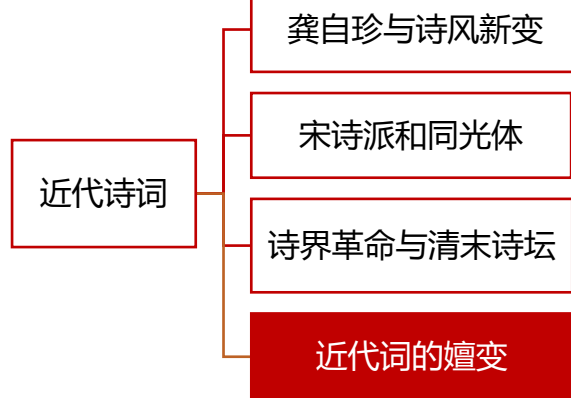 龚自珍与诗风新变
宋诗派和同光体
近代诗词
诗界革命与清末诗坛
近代词的嬗变